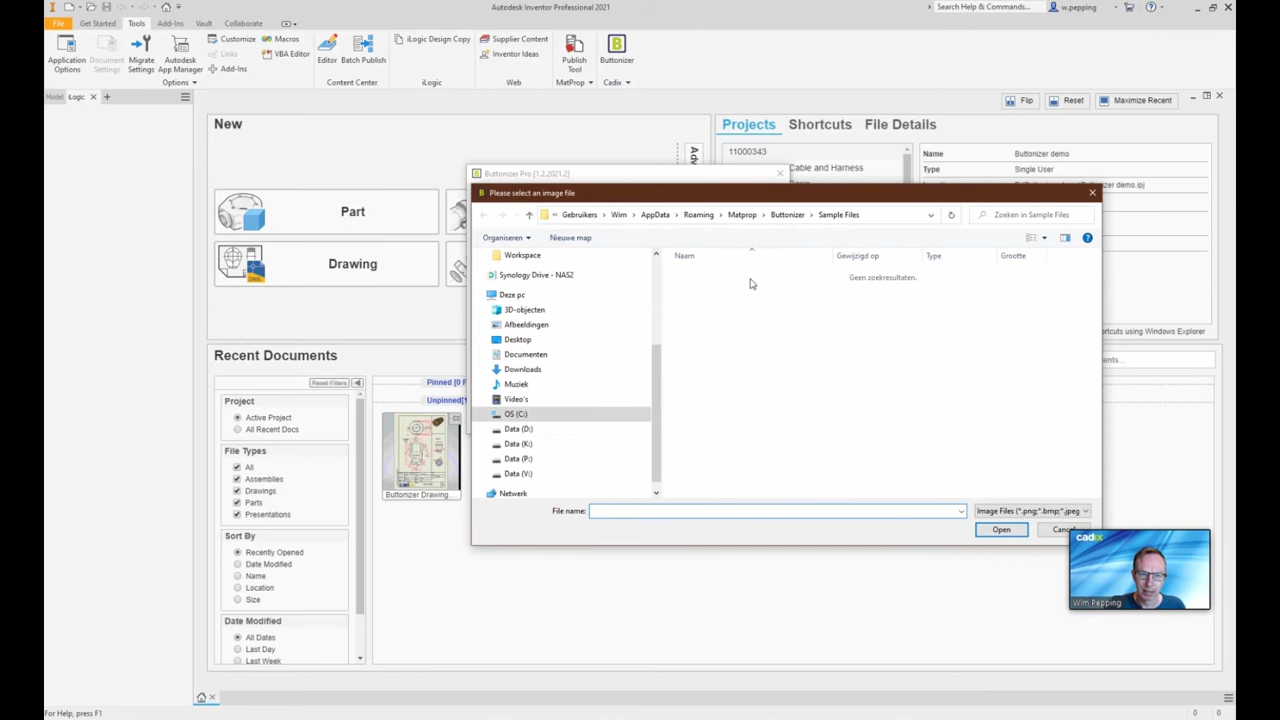 Autodesk Inventor Professional 2021
Search Help & Commands...
w.pepping
File
Get Started
Tools
Add-Ins
Vault
Collaborate
Application Options
Document Settings
Migrate Settings
Autodesk App Manager
Customize
Links
Add-Ins
Macros
VBA Editor
Options
Editor
Batch Publish
Content Center
iLogic Design Copy
iLogic
Supplier Content
Inventor Ideas
Web
Publish Tool
MatProp
Buttonizer
Cadix
Model
iLogic
Flip
Reset
Maximize Recent
New
Part
Drawing
Projects
Shortcuts
File Details
11000343
Cable and Harness
Name
Buttonizer demo
Type
Single User
Buttonizer Pro [1.2.2021.2]
Please select an image file
Gebruikers
Wim
AppData
Roaming
Matprop
Buttonizer
Sample Files
Zoeken in Sample Files
Organiseren
Nieuwe map
Workspace
Synology Drive - NAS2
Deze pc
3D-objecten
Afbeeldingen
Desktop
Documenten
Downloads
Muziek
Video's
OS (C:)
Data (D:)
Data (K:)
Data (P:)
Data (V:)
Netwerk
Naam
Gewijzigd op
Type
Grootte
Geen zoekresultaten.
File name:
Image Files (*.png;*.bmp;*.jpeg
Open
Cancel
using Windows Explorer
Recent Documents
Reset Filters
Project
Active Project
All Recent Docs
File Types
All
Assemblies
Drawings
Parts
Presentations
Sort By
Recently Opened
Date Modified
Name
Location
Size
Date Modified
All Dates
Last Day
Last Week
Pinned [0 F
Unpinned[
Buttonizer Drawing...
cadix
Wim Pepping
For Help, press F1
0
0